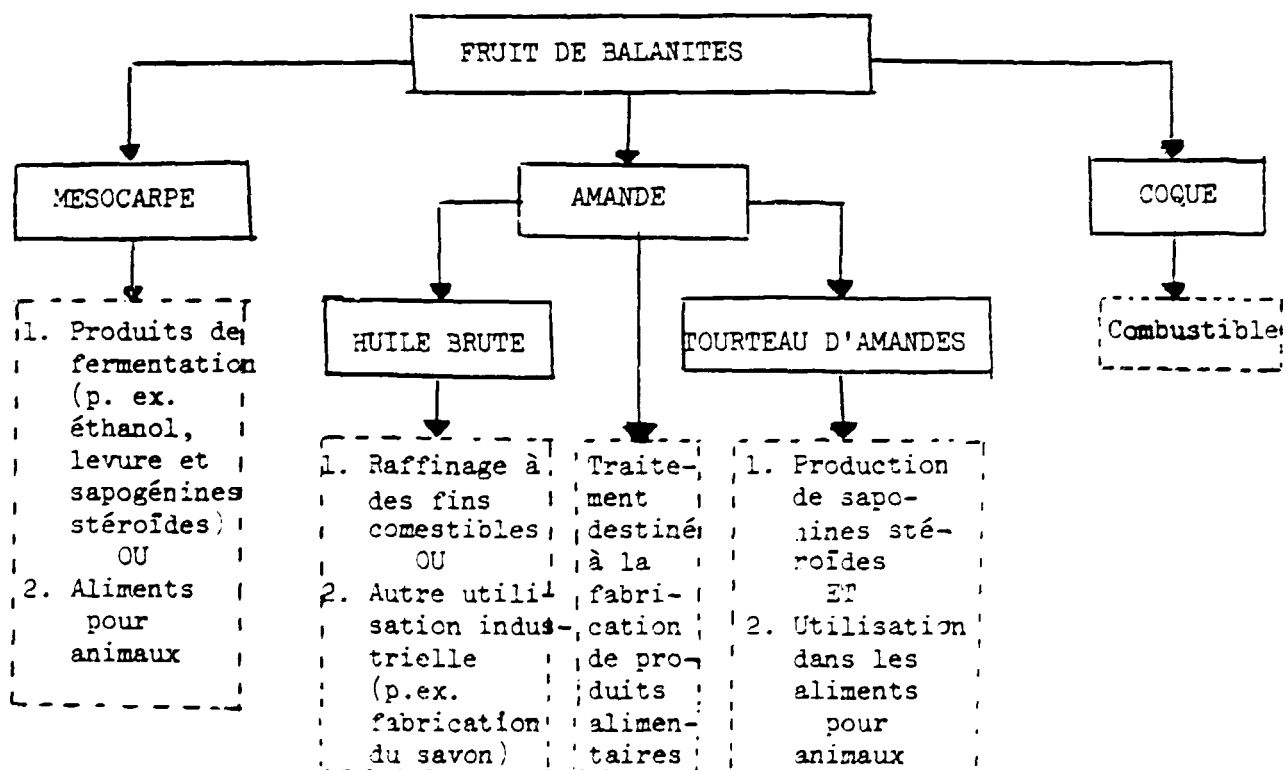 FRUIT DE BALANITES
MESOCARPE
AMANDE
COQUE
1. Produits de
fermentation
(p. ex.
éthanol,
levure et
sapogénines
stéroïdes)
OU
2. Aliments
pour
animaux
HUILE BRUTE
TOURTEAU D'AMANDES
Combustible
1. Raffinage à
des fins
comestibles
OU
2. Autre utili-
sation indus-
trielle
(p.ex.
fabrication
du savon)
Traite-
ment
destiné
à la
fabri-
cation
de pro-
duits
alimen-
taires
1. Production
de sapo-
nines sté-
roïdes
ET
2. Utilisation
dans les
aliments
pour
animaux